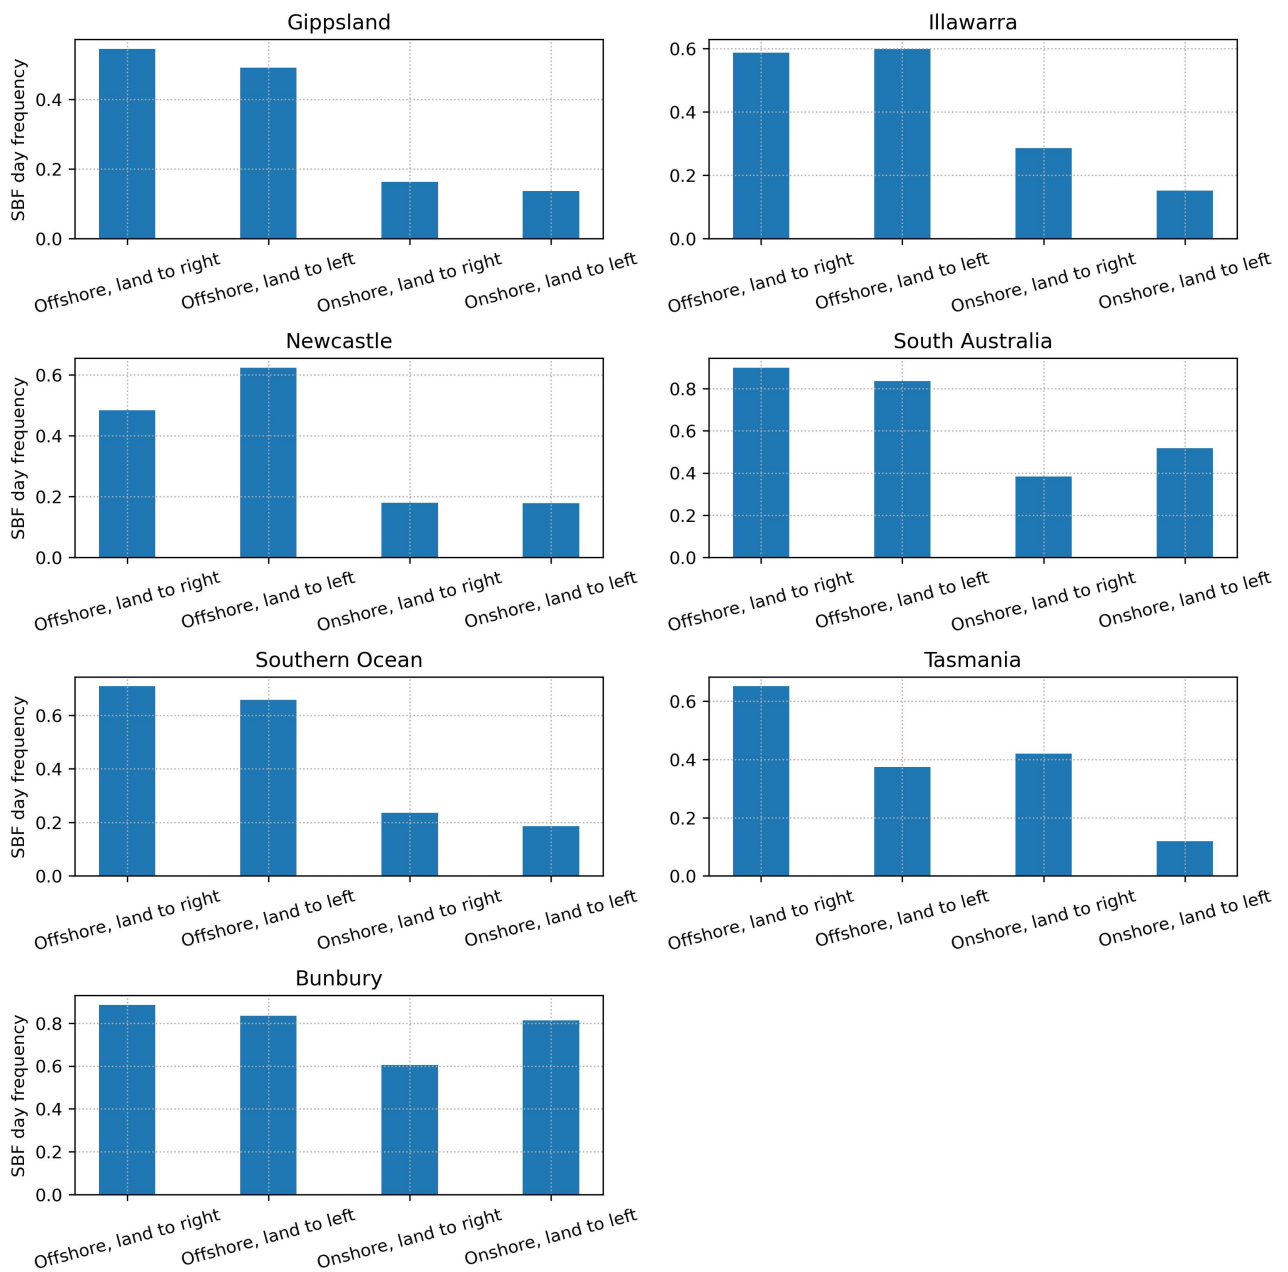 Gippsland
SBF day frequency
0.4
0.2
0.0
Offshore, land to right
Offshore, land to left
Onshore, land to right
Onshore, land to left
Illawarra
0.6
0.4
0.2
0.0
Offshore, land to right
Offshore, land to left
Onshore, land to right
Onshore, land to left
Newcastle
SBF day frequency
0.6
0.4
0.2
0.0
Offshore, land to right
Offshore, land to left
Onshore, land to right
Onshore, land to left
South Australia
0.8
0.6
0.4
0.2
0.0
Offshore, land to right
Offshore, land to left
Onshore, land to right
Onshore, land to left
Southern Ocean
SBF day frequency
0.6
0.4
0.2
0.0
Offshore, land to right
Offshore, land to left
Onshore, land to right
Onshore, land to left
Tasmania
0.6
0.4
0.2
0.0
Offshore, land to right
Offshore, land to left
Onshore, land to right
Onshore, land to left
Bunbury
SBF day frequency
0.8
0.6
0.4
0.2
0.0
Offshore, land to right
Offshore, land to left
Onshore, land to right
Onshore, land to left